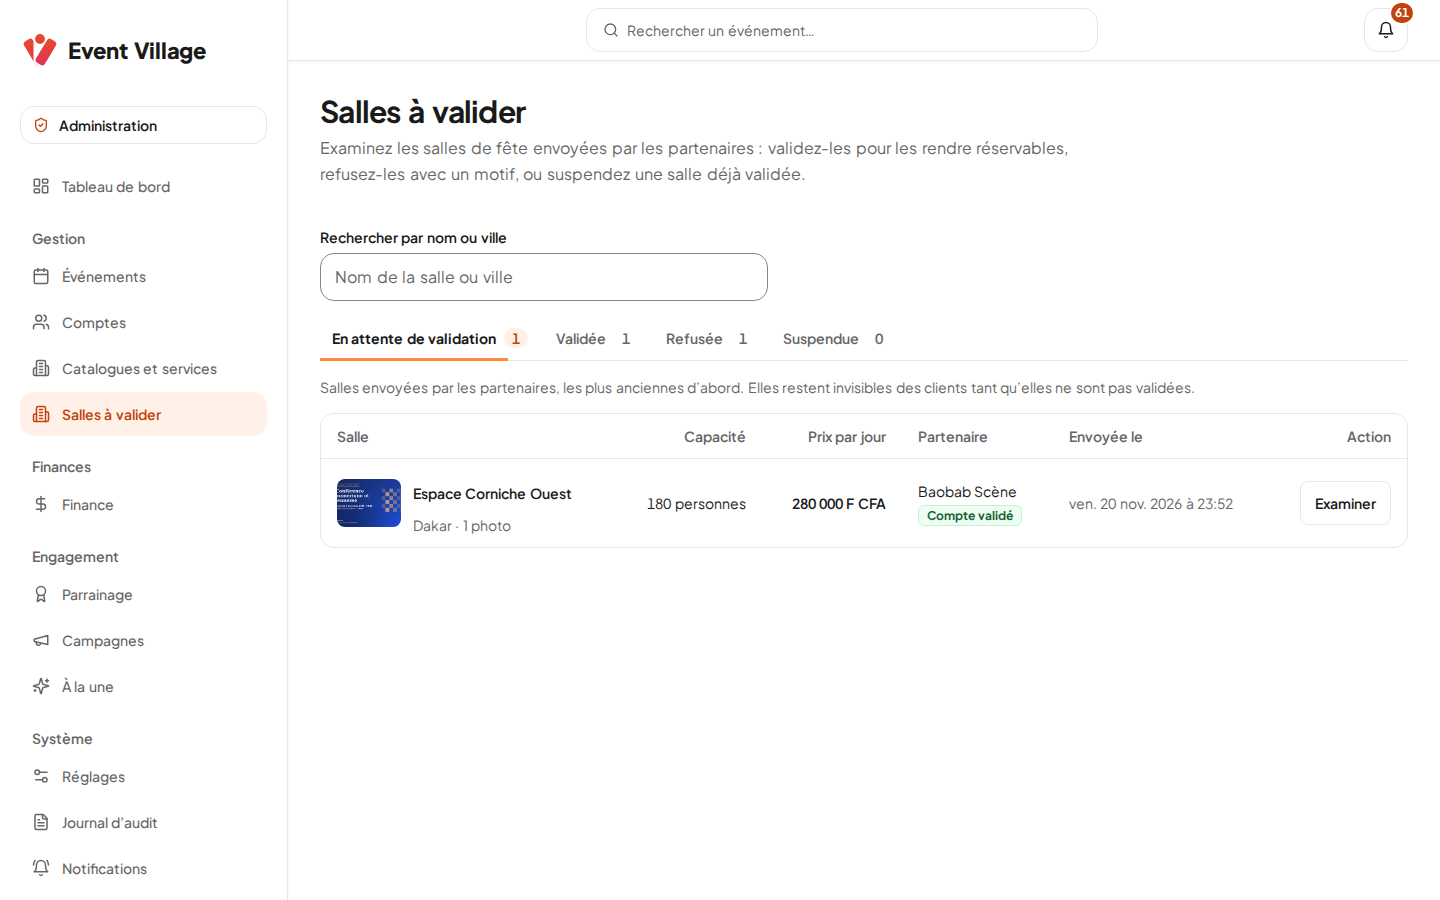 Event Village
Rechercher un événement…
61
Administration
Tableau de bord
Gestion
Événements
Comptes
Catalogues et services
Salles à valider
Finances
Finance
Engagement
Parrainage
Campagnes
À la une
Système
Réglages
Journal d’audit
Notifications
Salles à valider
Examinez les salles de fête envoyées par les partenaires : validez-les pour les rendre réservables,
refusez-les avec un motif, ou suspendez une salle déjà validée.
Rechercher par nom ou ville
Nom de la salle ou ville
En attente de validation 1 Validée 1 Refusée 1 Suspendue 0
Salles envoyées par les partenaires, les plus anciennes d’abord. Elles restent invisibles des clients tant qu’elles ne sont pas validées.
Salle Capacité Prix par jour Partenaire Envoyée le Action
Espace Corniche Ouest
Dakar · 1 photo
180 personnes
280 000 F CFA
Baobab Scène
Compte validé
ven. 20 nov. 2026 à 23:52
Examiner